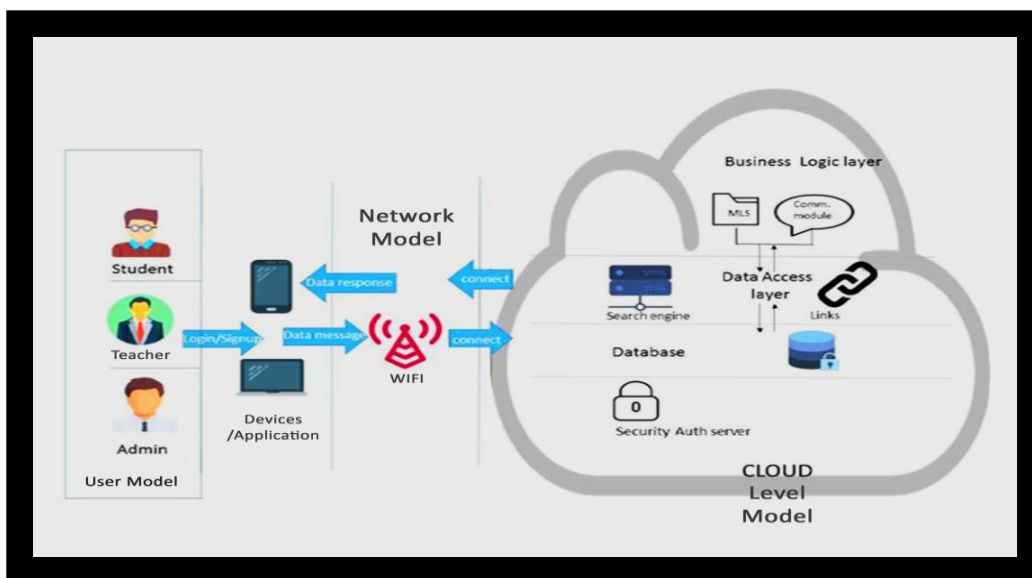 Student
Teacher
Admin
User Model
Login/Signup
Devices
/Application
Network
Model
Data response
Data message
WIFI
connect
connect
Business Logic layer
MLS
Comm.
module
Data Access
layer
Search engine
Links
Database
0
Security Auth server
CLOUD
Level
Model